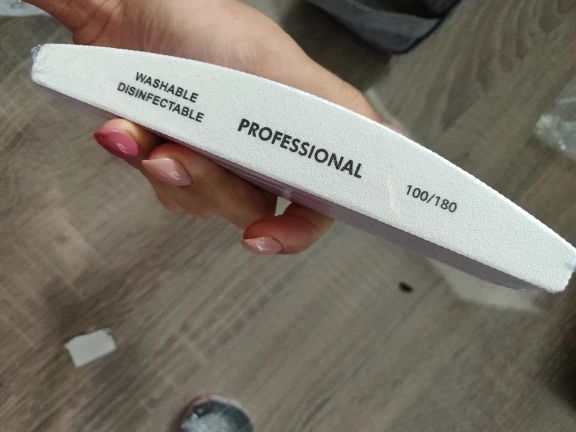 WASHABLE
DISINFECTABLE
PROFESSIONAL
100/180